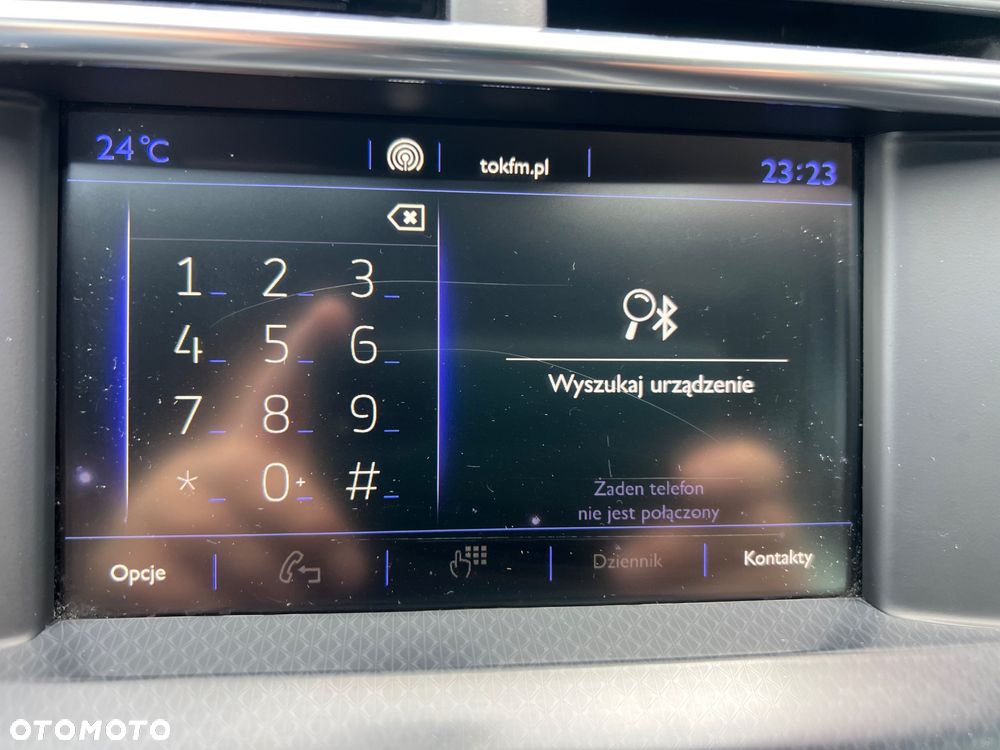 24°C
tokfm.pl
23:23
1 2 3
4 5 6
7 8 9
* 0+ #
Wyszukaj urządzenie
Żaden telefon
nie jest połączony
Opcje
Dziennik
Kontakty
OTOMOTO